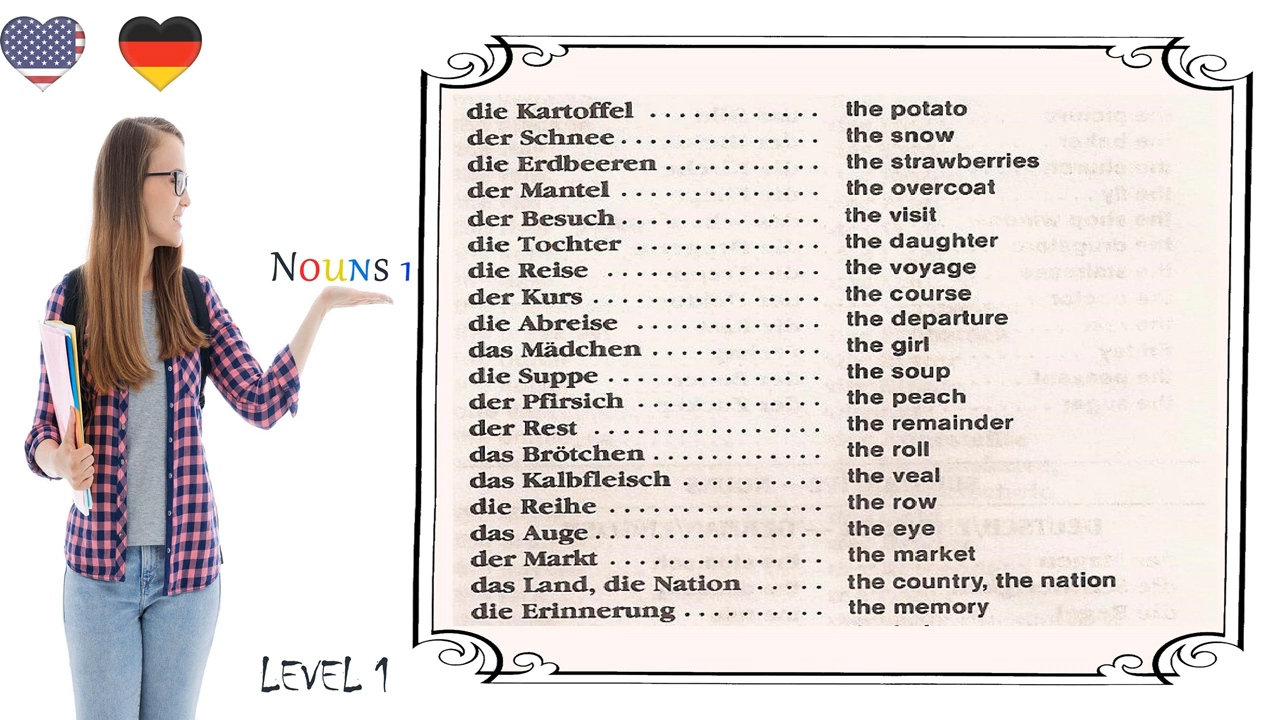 Nouns 1
LEVEL 1
die Kartoffel .............. the potato
der Schnee ................ the snow
die Erdbeeren ............ the strawberries
der Mantel ................ the overcoat
der Besuch ................ the visit
die Tochter ............... the daughter
die Reise ................. the voyage
der Kurs .................. the course
die Abreise ............... the departure
das Mädchen ............. the girl
die Suppe ................. the soup
der Pfirsich .............. the peach
der Rest .................. the remainder
das Brötchen ............. the roll
das Kalbfleisch ........... the veal
die Reihe ................. the row
das Auge .................. the eye
der Markt ................. the market
das Land, die Nation ..... the country, the nation
die Erinnerung ........... the memory